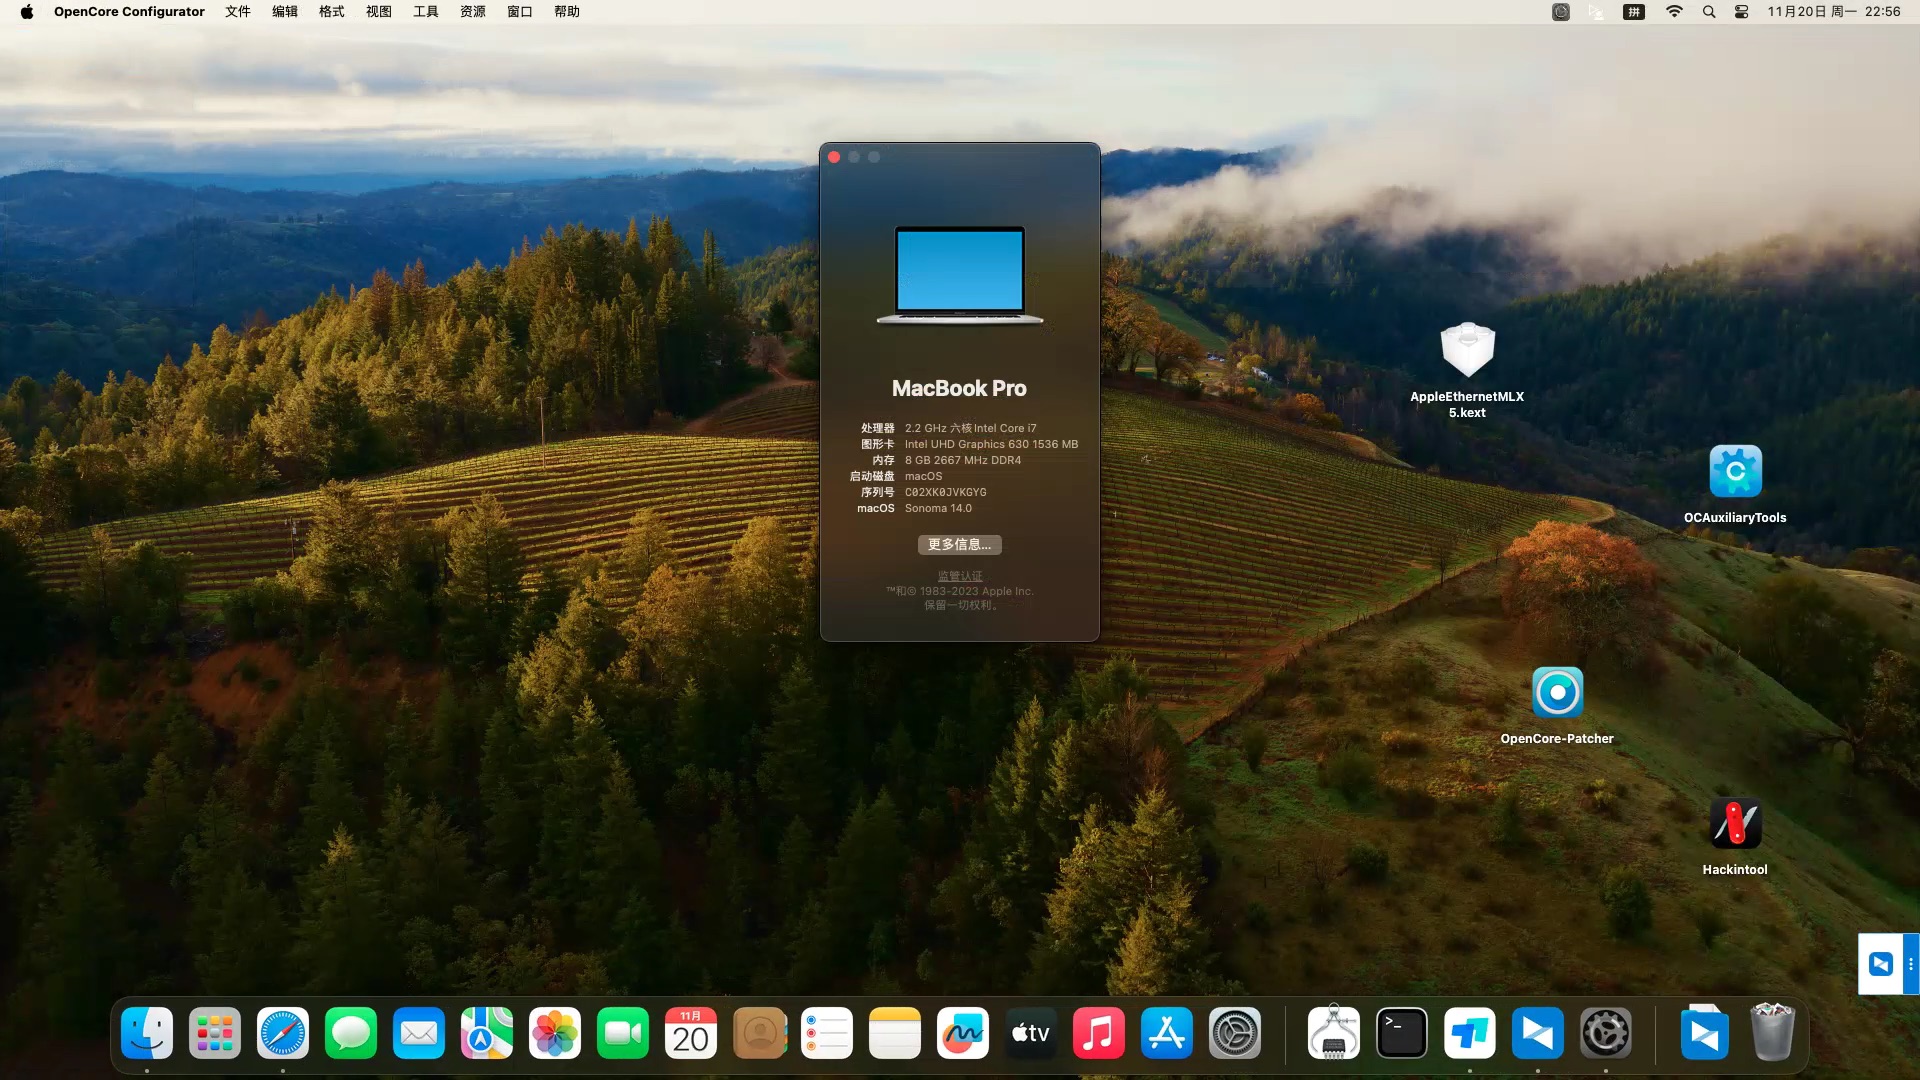 OpenCore Configurator 文件 编辑 格式 视图 工具 资源 窗口 帮助
拼 11月20日 周一 22:56
MacBook Pro
处理器 2.2 GHz 六核Intel Core i7
图形卡 Intel UHD Graphics 630 1536 MB
内存 8 GB 2667 MHz DDR4
启动磁盘 macOS
序列号 C02XK0JVKGYG
macOS Sonoma 14.0
更多信息...
监管认证
™和© 1983-2023 Apple Inc.
保留一切权利。
AppleEthernetMLX
5.kext
OCAuxiliaryTools
OpenCore-Patcher
Hackintool
11月
20
tv
>_